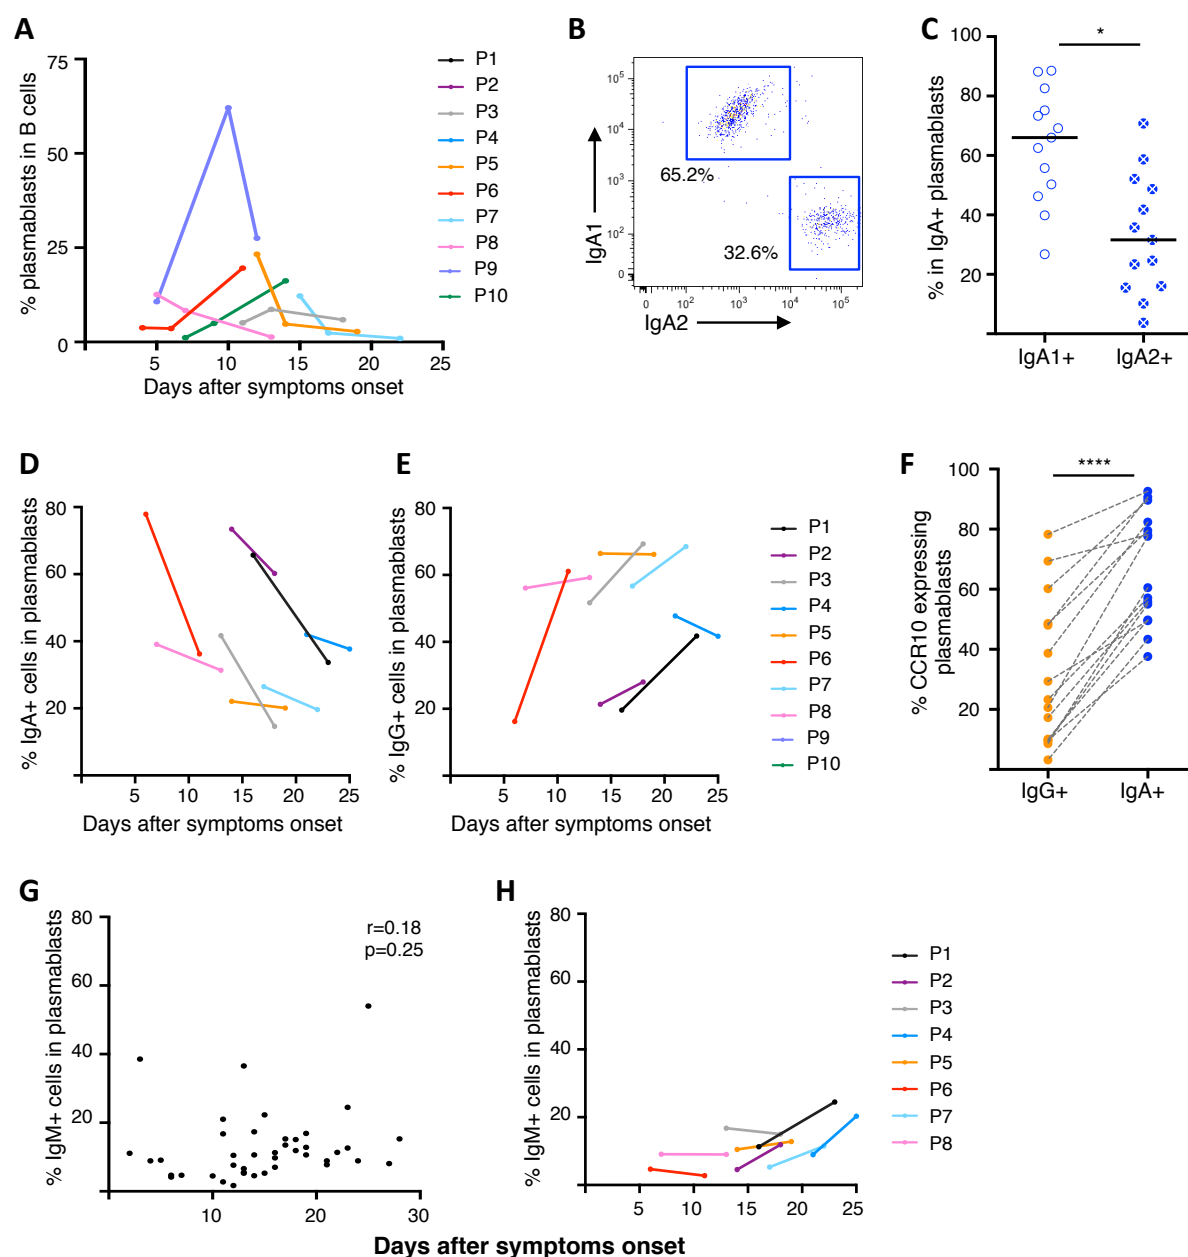 A
75
50
25
0
5
10
15
20
25
% plasmablasts in B cells
Days after symptoms onset
P1
P2
P3
P4
P5
P6
P7
P8
P9
P10
B
10⁵
10⁴
10³
10²
0
65.2%
32.6%
IgA1
0
10²
10³
10⁴
10⁵
IgA2
C
*
100
80
60
40
20
% in IgA+ plasmablasts
IgA1+
IgA2+
D
80
60
40
20
% IgA+ cells in plasmablasts
5
10
15
20
25
Days after symptoms onset
E
80
60
40
20
% IgG+ cells in plasmablasts
5
10
15
20
25
Days after symptoms onset
P1
P2
P3
P4
P5
P6
P7
P8
P9
P10
F
****
100
80
60
40
20
% CCR10 expressing
plasmablasts
IgG+
IgA+
G
80
60
40
20
% IgM+ cells in plasmablasts
r=0.18
p=0.25
10
20
30
H
80
60
40
20
% IgM+ cells in plasmablasts
5
10
15
20
25
P1
P2
P3
P4
P5
P6
P7
P8
Days after symptoms onset